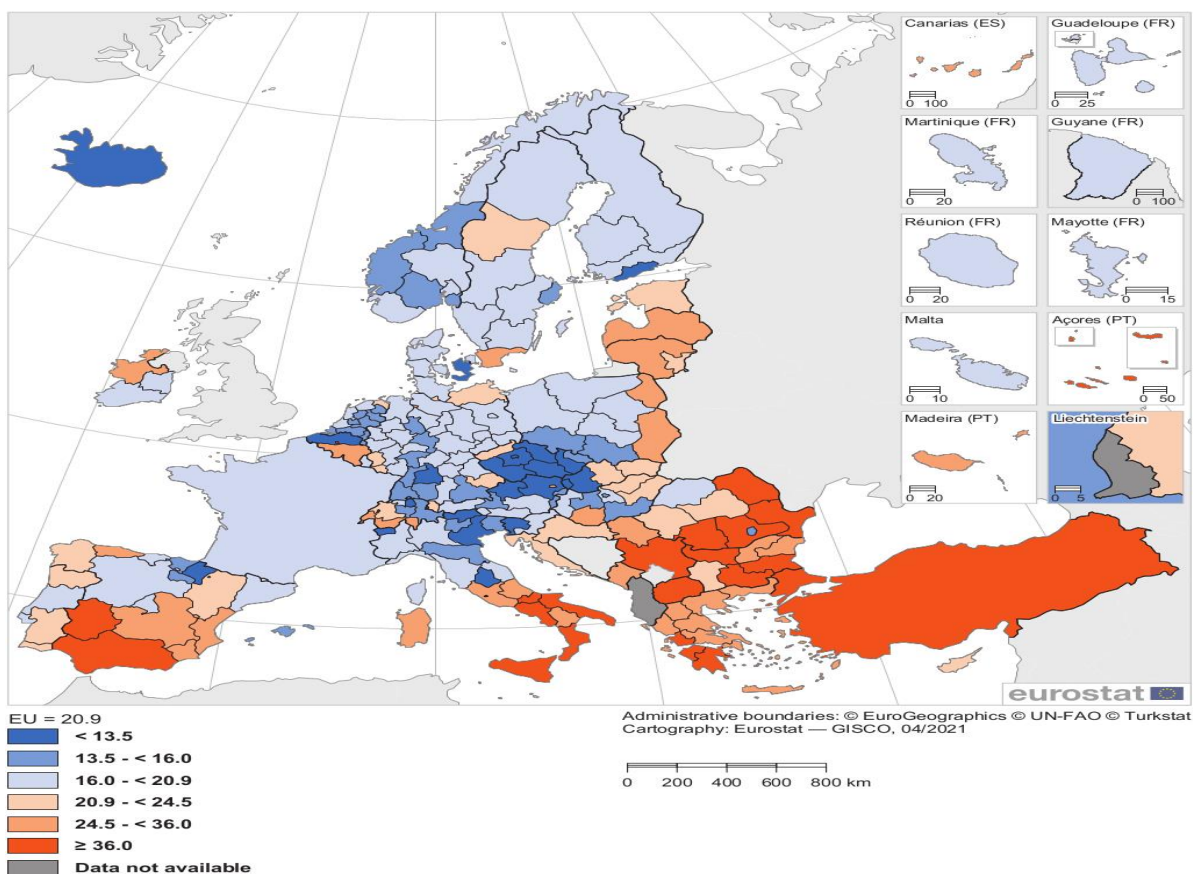 Canarias (ES)
0 100
Guadeloupe (FR)
0 25
Martinique (FR)
0 20
Guyane (FR)
0 100
Réunion (FR)
0 20
Mayotte (FR)
0 15
Malta
0 10
Açores (PT)
0 50
Madeira (PT)
0 20
Liechtenstein
0 5
eurostat
EU = 20.9
< 13.5
13.5 - < 16.0
16.0 - < 20.9
20.9 - < 24.5
24.5 - < 36.0
≥ 36.0
Data not available
Administrative boundaries: © EuroGeographics © UN-FAO © Turkstat
Cartography: Eurostat — GISCO, 04/2021
0 200 400 600 800 km